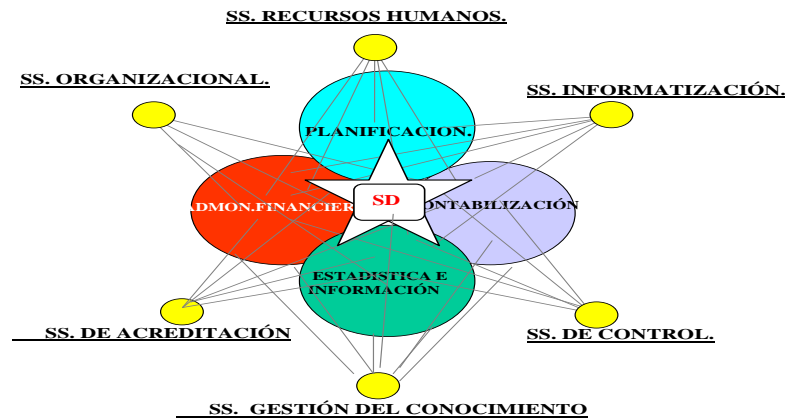 SS. RECURSOS HUMANOS.
SS. ORGANIZACIONAL.
SS. INFORMATIZACIÓN.
PLANIFICACION.
ADMON.FINANCIER
SD
ONTABILIZACIÓN
ESTADISTICA E
INFORMACIÓN
SS. DE ACREDITACIÓN
SS. DE CONTROL.
SS. GESTIÓN DEL CONOCIMIENTO